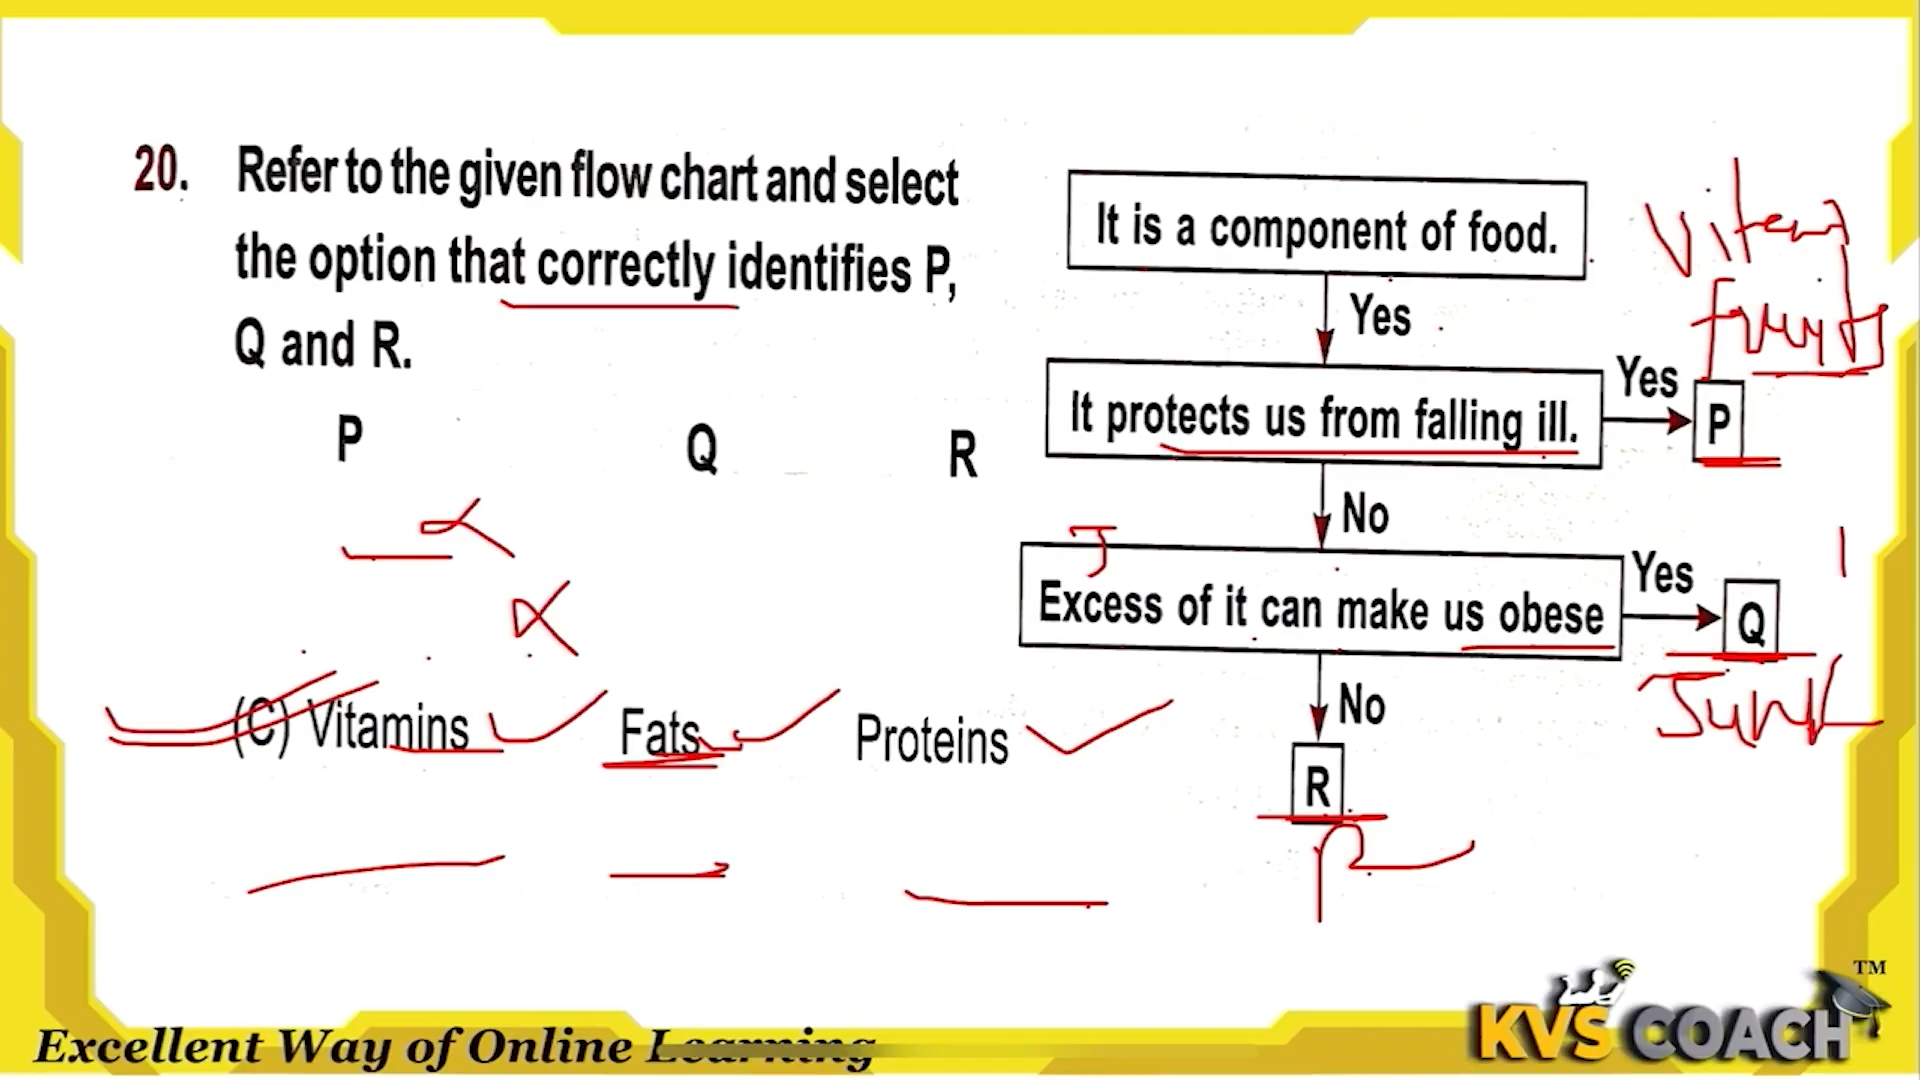 20. Refer to the given flow chart and select
the option that correctly identifies P,
Q and R.
P Q R
(C) Vitamins Fats Proteins
It is a component of food.
Yes
It protects us from falling ill.
Yes
P
No
Excess of it can make us obese
Yes
Q
No
R
Fruits
J
Junk
Excellent Way of Online Learning
KVS COACH
TM